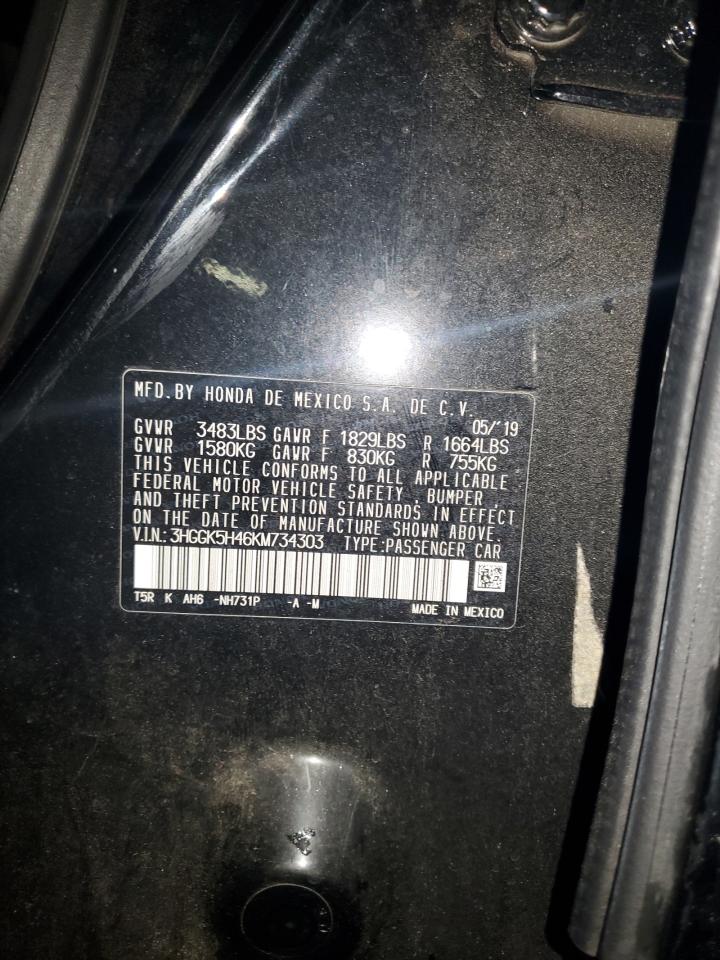 MFD.BY HONDA DE MEXICO S.A. DE C.V.
05/'19
GVWR 3483LBS GAWR F 1829LBS R 1664LBS
GVWR 1580KG GAWR F 830KG R 755KG
THIS VEHICLE CONFORMS TO ALL APPLICABLE
FEDERAL MOTOR VEHICLE SAFETY , BUMPER
AND THEFT PREVENTION STANDARDS IN EFFECT
ON THE DATE OF MANUFACTURE SHOWN ABOVE.
V.I.N.: 3HGGK5H46KM734303 TYPE:PASSENGER CAR
T5R K AH6 -NH731P -A -M
MADE IN MEXICO